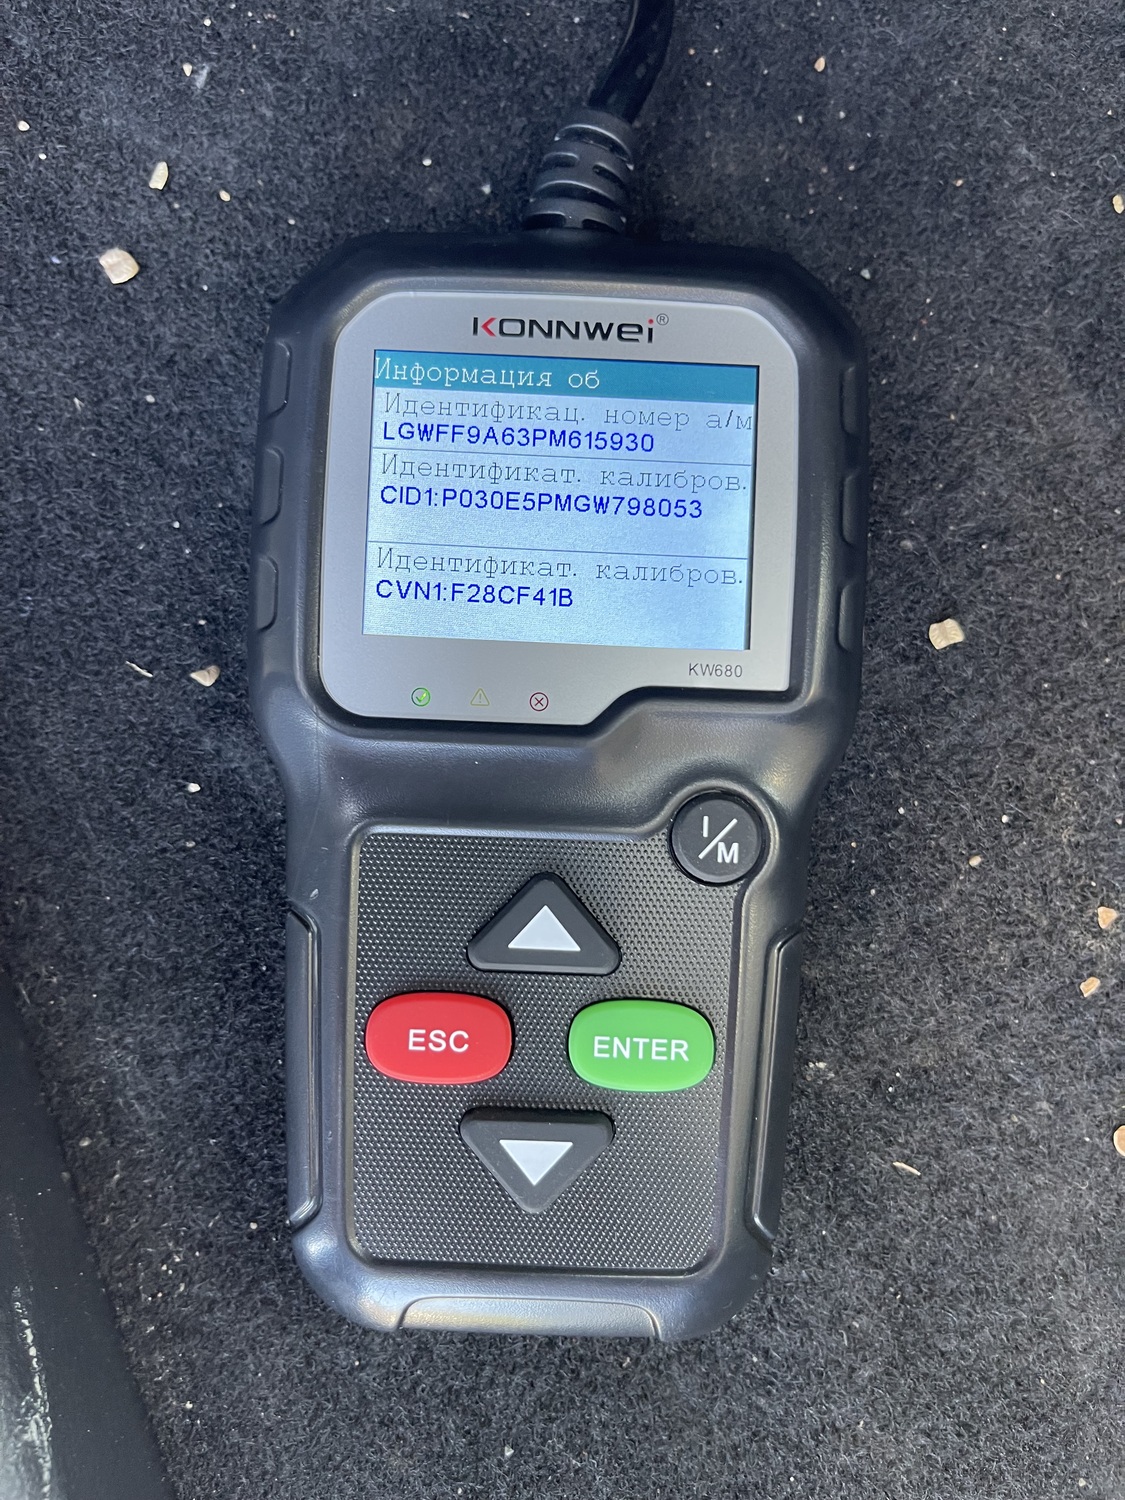 KONNWEI®
Информация об
Идентификац. номер а/м
LGWFF9A63PM615930
Идентификат. калибров.
CID1:P030E5PMGW798053
Идентификат. калибров.
CVN1:F28CF41B
KW680
I/M
ESC
ENTER